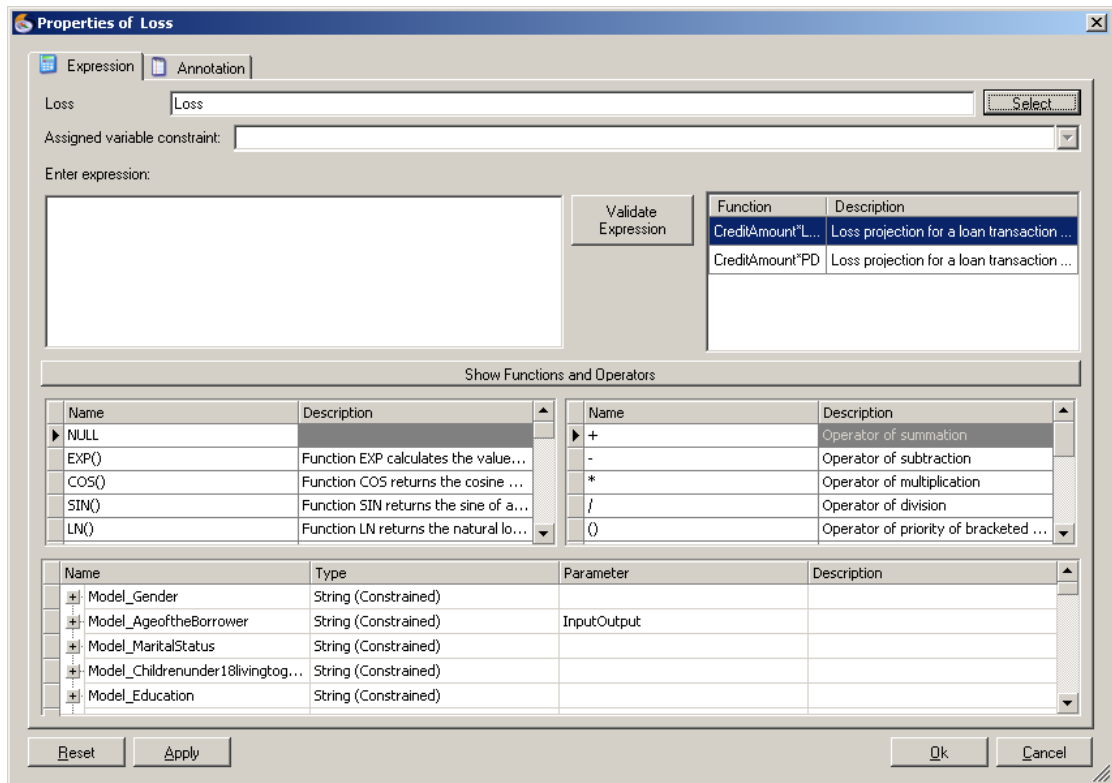 Properties of Loss
Expression Annotation
Loss Loss Select
Assigned variable constraint:
Enter expression:
Validate Expression
Function Description
CreditAmount*L... Loss projection for a loan transaction ...
CreditAmount*PD Loss projection for a loan transaction ...
Show Functions and Operators
Name Description
NULL
EXP() Function EXP calculates the value...
COS() Function COS returns the cosine ...
SIN() Function SIN returns the sine of a...
LN() Function LN returns the natural lo...
Name Description
+ Operator of summation
- Operator of subtraction
* Operator of multiplication
/ Operator of division
() Operator of priority of bracketed ...
Name Type Parameter Description
Model_Gender String (Constrained)
Model_AgeoftheBorrower String (Constrained) InputOutput
Model_MaritalStatus String (Constrained)
Model_Childrenunder18livingtog... String (Constrained)
Model_Education String (Constrained)
Reset Apply Ok Cancel